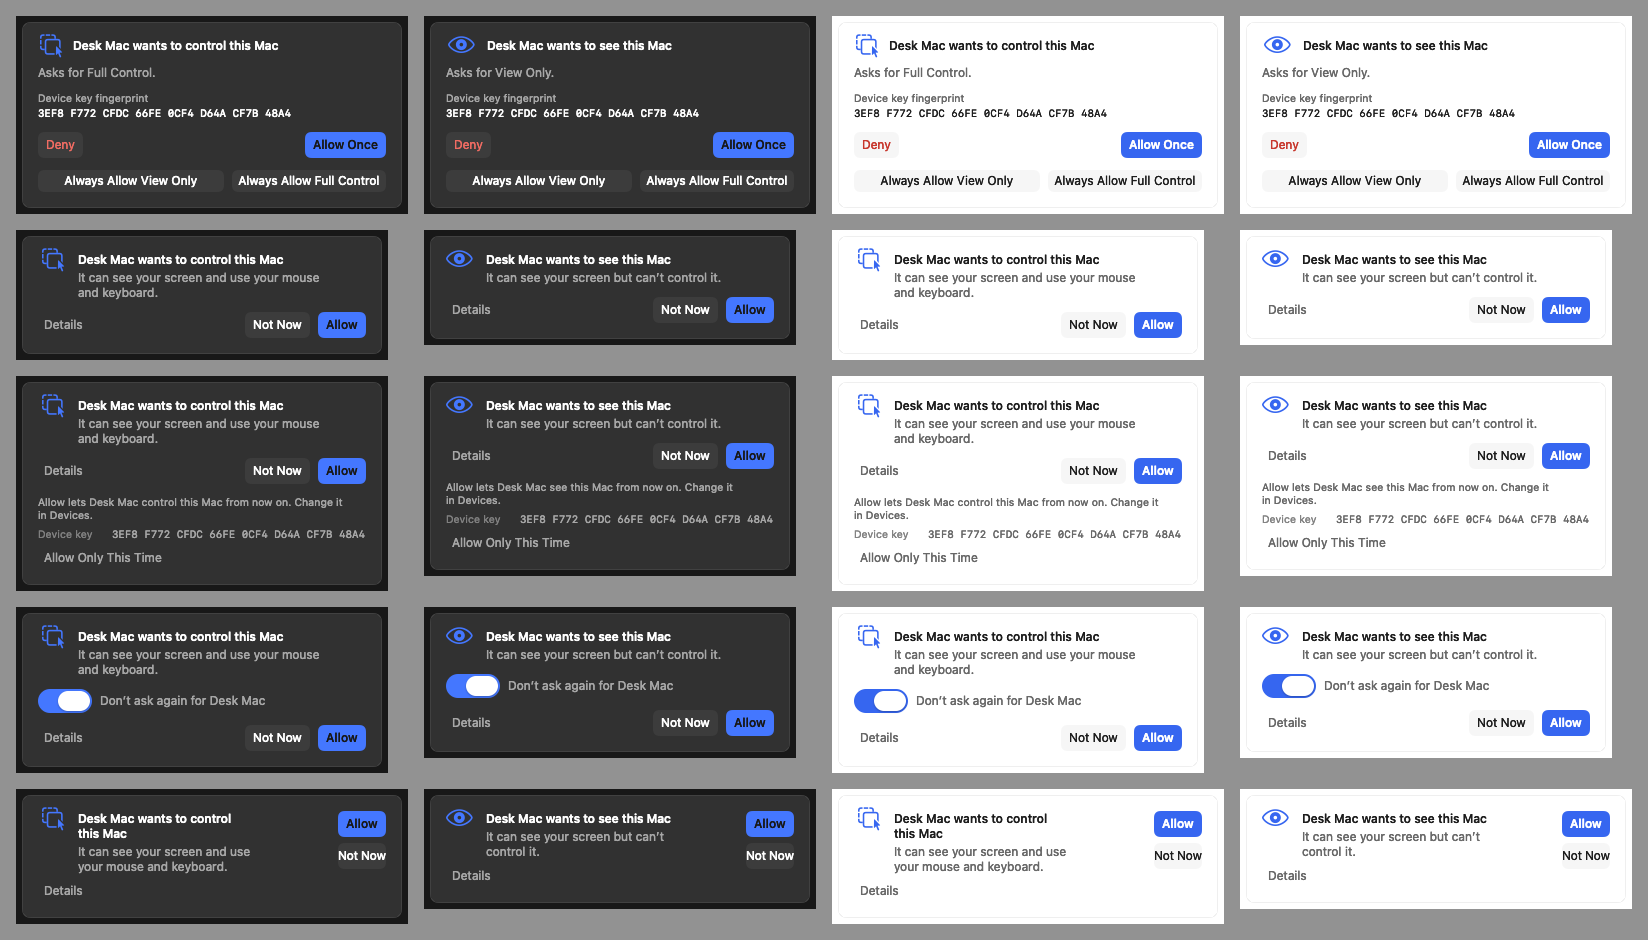 Desk Mac wants to control this Mac
Asks for Full Control.
Device key fingerprint
3EF8 F772 CFDC 66FE 0CF4 D64A CF7B 48A4
Deny
Allow Once
Always Allow View Only
Always Allow Full Control
Desk Mac wants to see this Mac
Asks for View Only.
Device key fingerprint
3EF8 F772 CFDC 66FE 0CF4 D64A CF7B 48A4
Deny
Allow Once
Always Allow View Only
Always Allow Full Control
Desk Mac wants to control this Mac
Asks for Full Control.
Device key fingerprint
3EF8 F772 CFDC 66FE 0CF4 D64A CF7B 48A4
Deny
Allow Once
Always Allow View Only
Always Allow Full Control
Desk Mac wants to see this Mac
Asks for View Only.
Device key fingerprint
3EF8 F772 CFDC 66FE 0CF4 D64A CF7B 48A4
Deny
Allow Once
Always Allow View Only
Always Allow Full Control
Desk Mac wants to control this Mac
It can see your screen and use your mouse
and keyboard.
Details
Not Now
Allow
Desk Mac wants to see this Mac
It can see your screen but can’t control it.
Details
Not Now
Allow
Desk Mac wants to control this Mac
It can see your screen and use your mouse
and keyboard.
Details
Not Now
Allow
Desk Mac wants to see this Mac
It can see your screen but can’t control it.
Details
Not Now
Allow
Desk Mac wants to control this Mac
It can see your screen and use your mouse
and keyboard.
Details
Not Now
Allow
Allow lets Desk Mac control this Mac from now on. Change it
in Devices.
Device key 3EF8 F772 CFDC 66FE 0CF4 D64A CF7B 48A4
Allow Only This Time
Desk Mac wants to see this Mac
It can see your screen but can’t control it.
Details
Not Now
Allow
Allow lets Desk Mac see this Mac from now on. Change it
in Devices.
Device key 3EF8 F772 CFDC 66FE 0CF4 D64A CF7B 48A4
Allow Only This Time
Desk Mac wants to control this Mac
It can see your screen and use your mouse
and keyboard.
Details
Not Now
Allow
Allow lets Desk Mac control this Mac from now on. Change it
in Devices.
Device key 3EF8 F772 CFDC 66FE 0CF4 D64A CF7B 48A4
Allow Only This Time
Desk Mac wants to see this Mac
It can see your screen but can’t control it.
Details
Not Now
Allow
Allow lets Desk Mac see this Mac from now on. Change it
in Devices.
Device key 3EF8 F772 CFDC 66FE 0CF4 D64A CF7B 48A4
Allow Only This Time
Desk Mac wants to control this Mac
It can see your screen and use your mouse
and keyboard.
Don’t ask again for Desk Mac
Details
Not Now
Allow
Desk Mac wants to see this Mac
It can see your screen but can’t control it.
Don’t ask again for Desk Mac
Details
Not Now
Allow
Desk Mac wants to control this Mac
It can see your screen and use your mouse
and keyboard.
Don’t ask again for Desk Mac
Details
Not Now
Allow
Desk Mac wants to see this Mac
It can see your screen but can’t control it.
Don’t ask again for Desk Mac
Details
Not Now
Allow
Desk Mac wants to control
this Mac
It can see your screen and use
your mouse and keyboard.
Allow
Not Now
Details
Desk Mac wants to see this Mac
It can see your screen but can’t
control it.
Allow
Not Now
Details
Desk Mac wants to control
this Mac
It can see your screen and use
your mouse and keyboard.
Allow
Not Now
Details
Desk Mac wants to see this Mac
It can see your screen but can’t
control it.
Allow
Not Now
Details